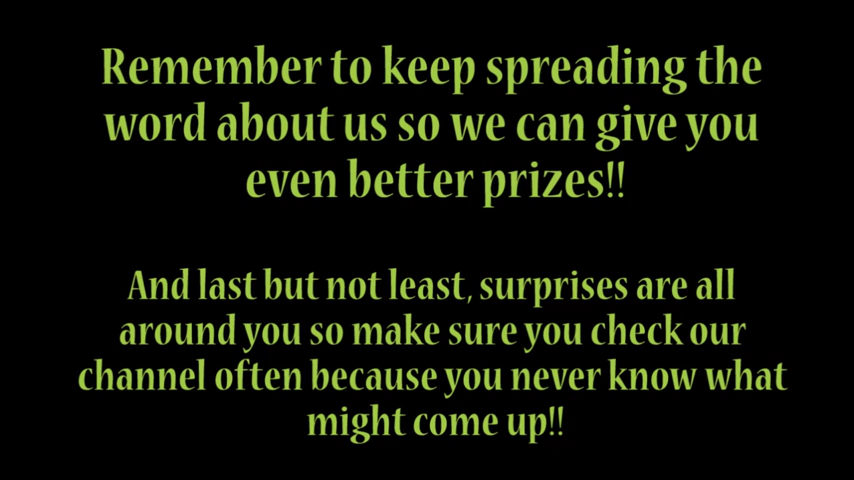 Remember to keep spreading the
word about us so we can give you
even better prizes!!
And last but not least, surprises are all
around you so make sure you check our
channel often because you never know what
might come up!!